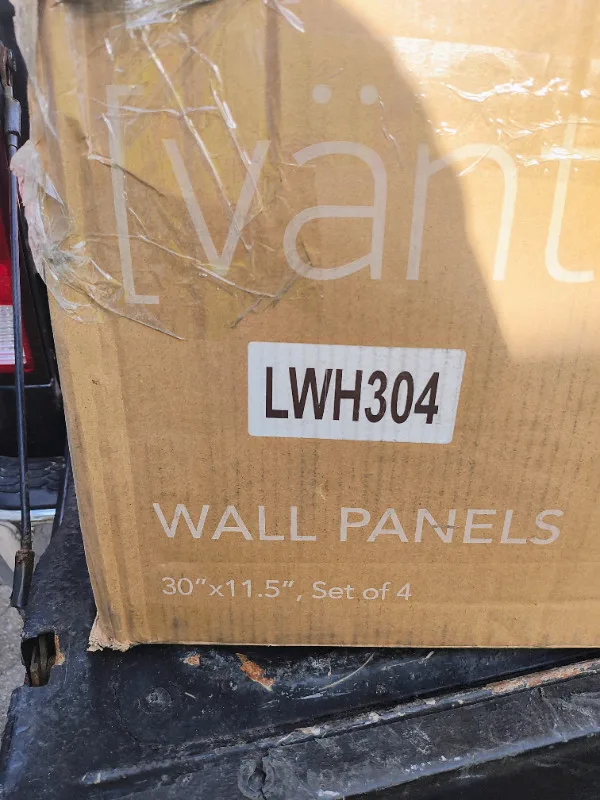 [vänt
LWH304
WALL PANELS
30"x11.5", Set of 4